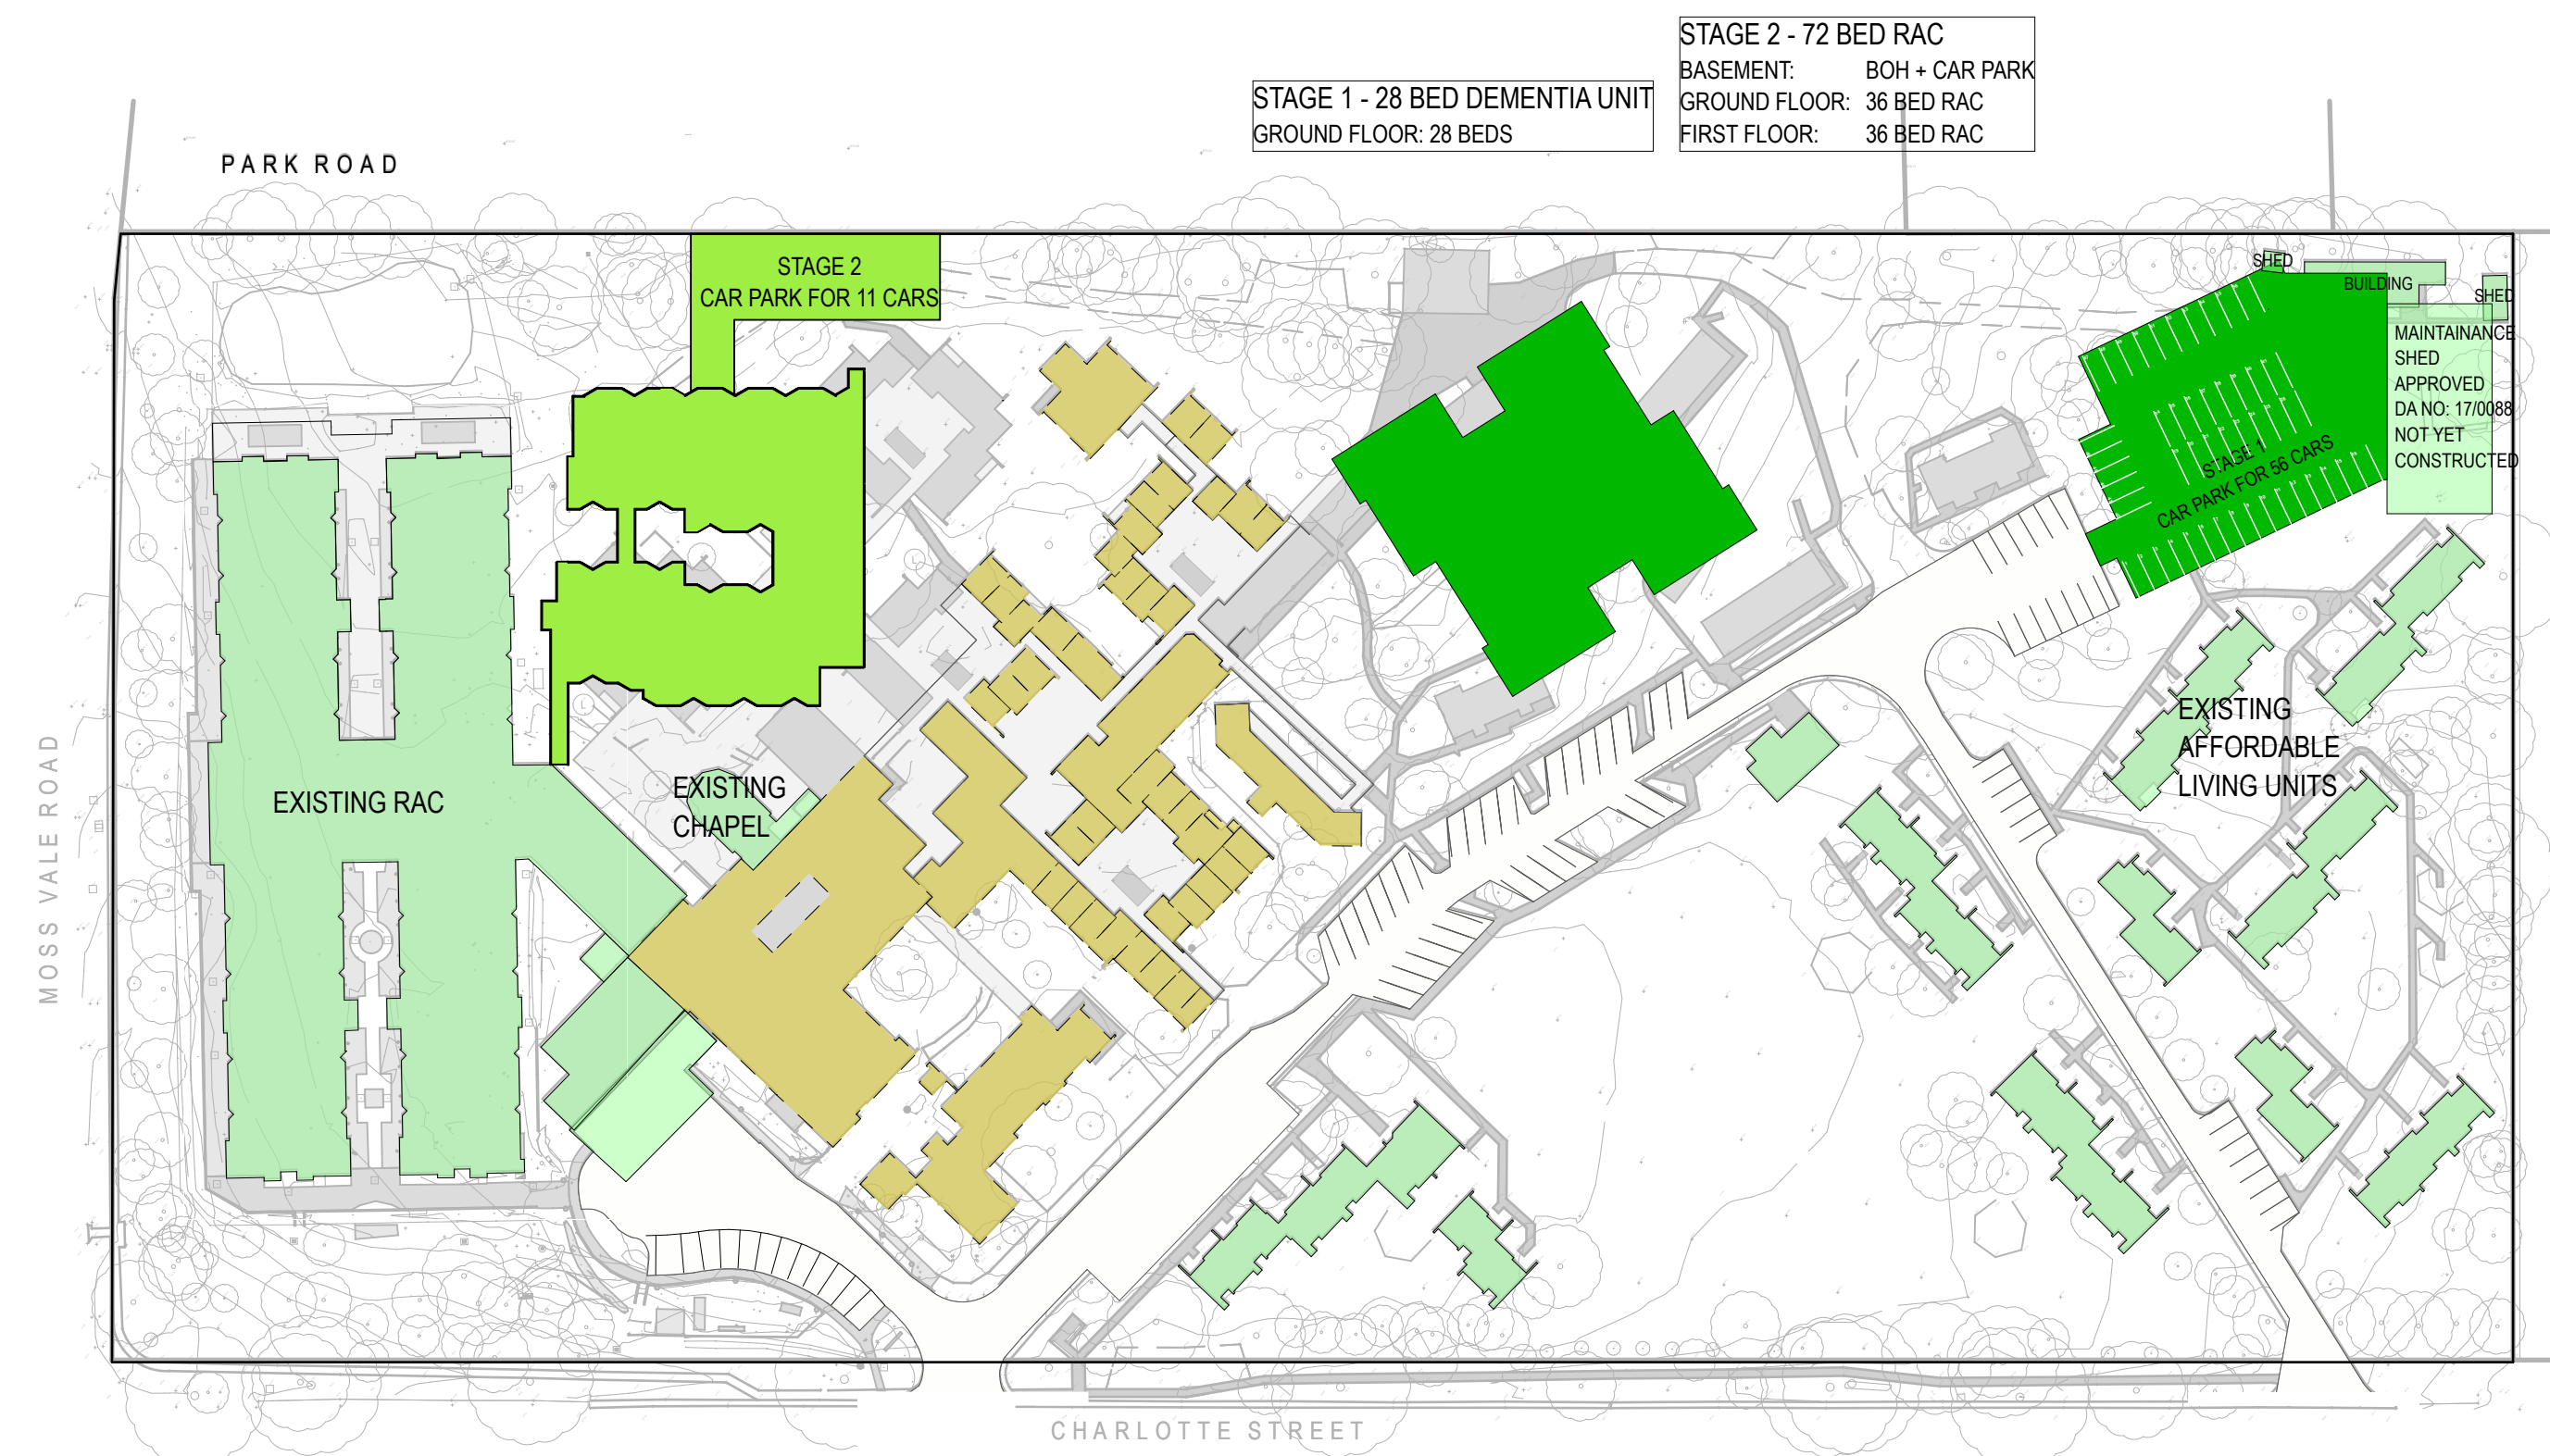 STAGE 2 - 72 BED RAC
BASEMENT: BOH + CAR PARK
GROUND FLOOR: 36 BED RAC
FIRST FLOOR: 36 BED RAC
STAGE 1 - 28 BED DEMENTIA UNIT
GROUND FLOOR: 28 BEDS
PARK ROAD
STAGE 2
CAR PARK FOR 11 CARS
SHED
BUILDING
SHED
MAINTAINANCE
SHED
APPROVED
DA NO: 17/0088
NOT YET
CONSTRUCTED
STAGE 1
CAR PARK FOR 56 CARS
EXISTING
AFFORDABLE
LIVING UNITS
EXISTING RAC
EXISTING
CHAPEL
MOSS VALE ROAD
CHARLOTTE STREET